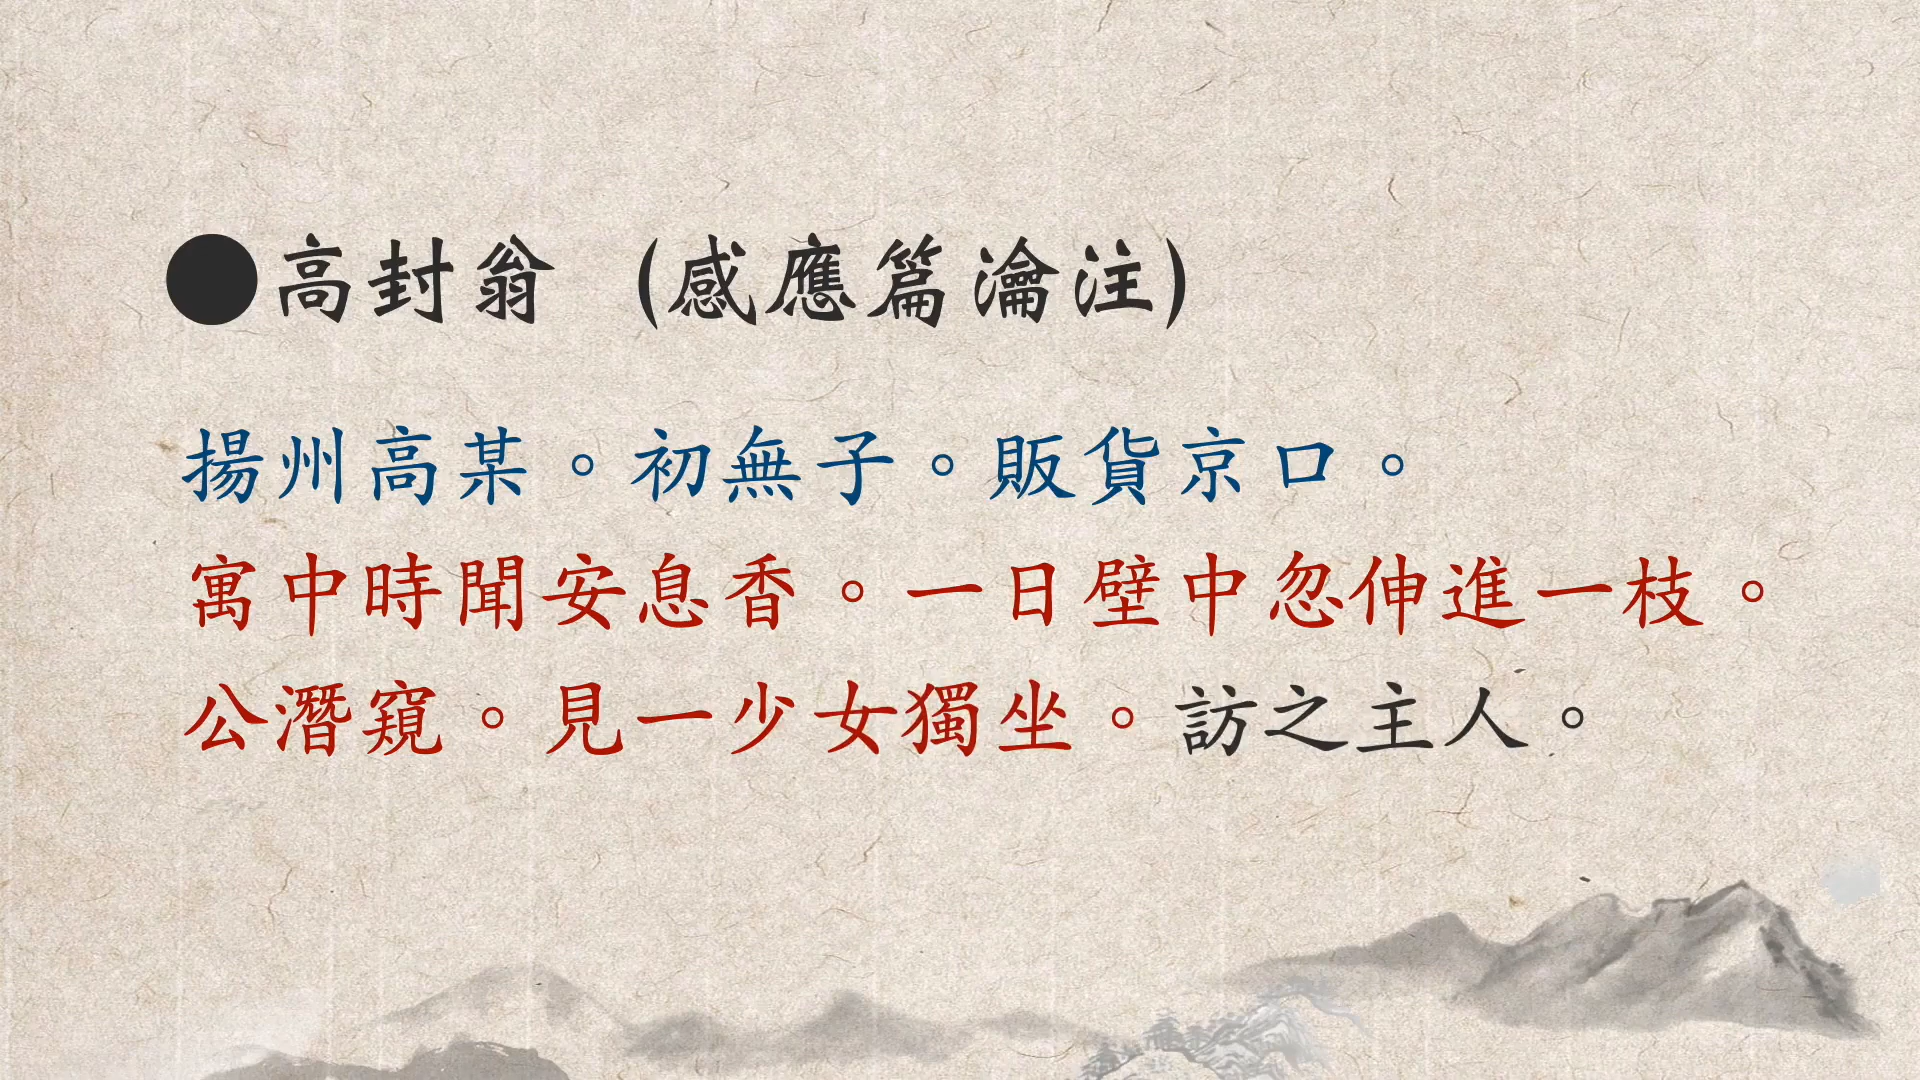 ●高封翁 (感應篇瀹注)
揚州高某。初無子。販貨京口。
寓中時聞安息香。一日壁中忽伸進一枝。
公潛窺。見一少女獨坐。訪之主人。